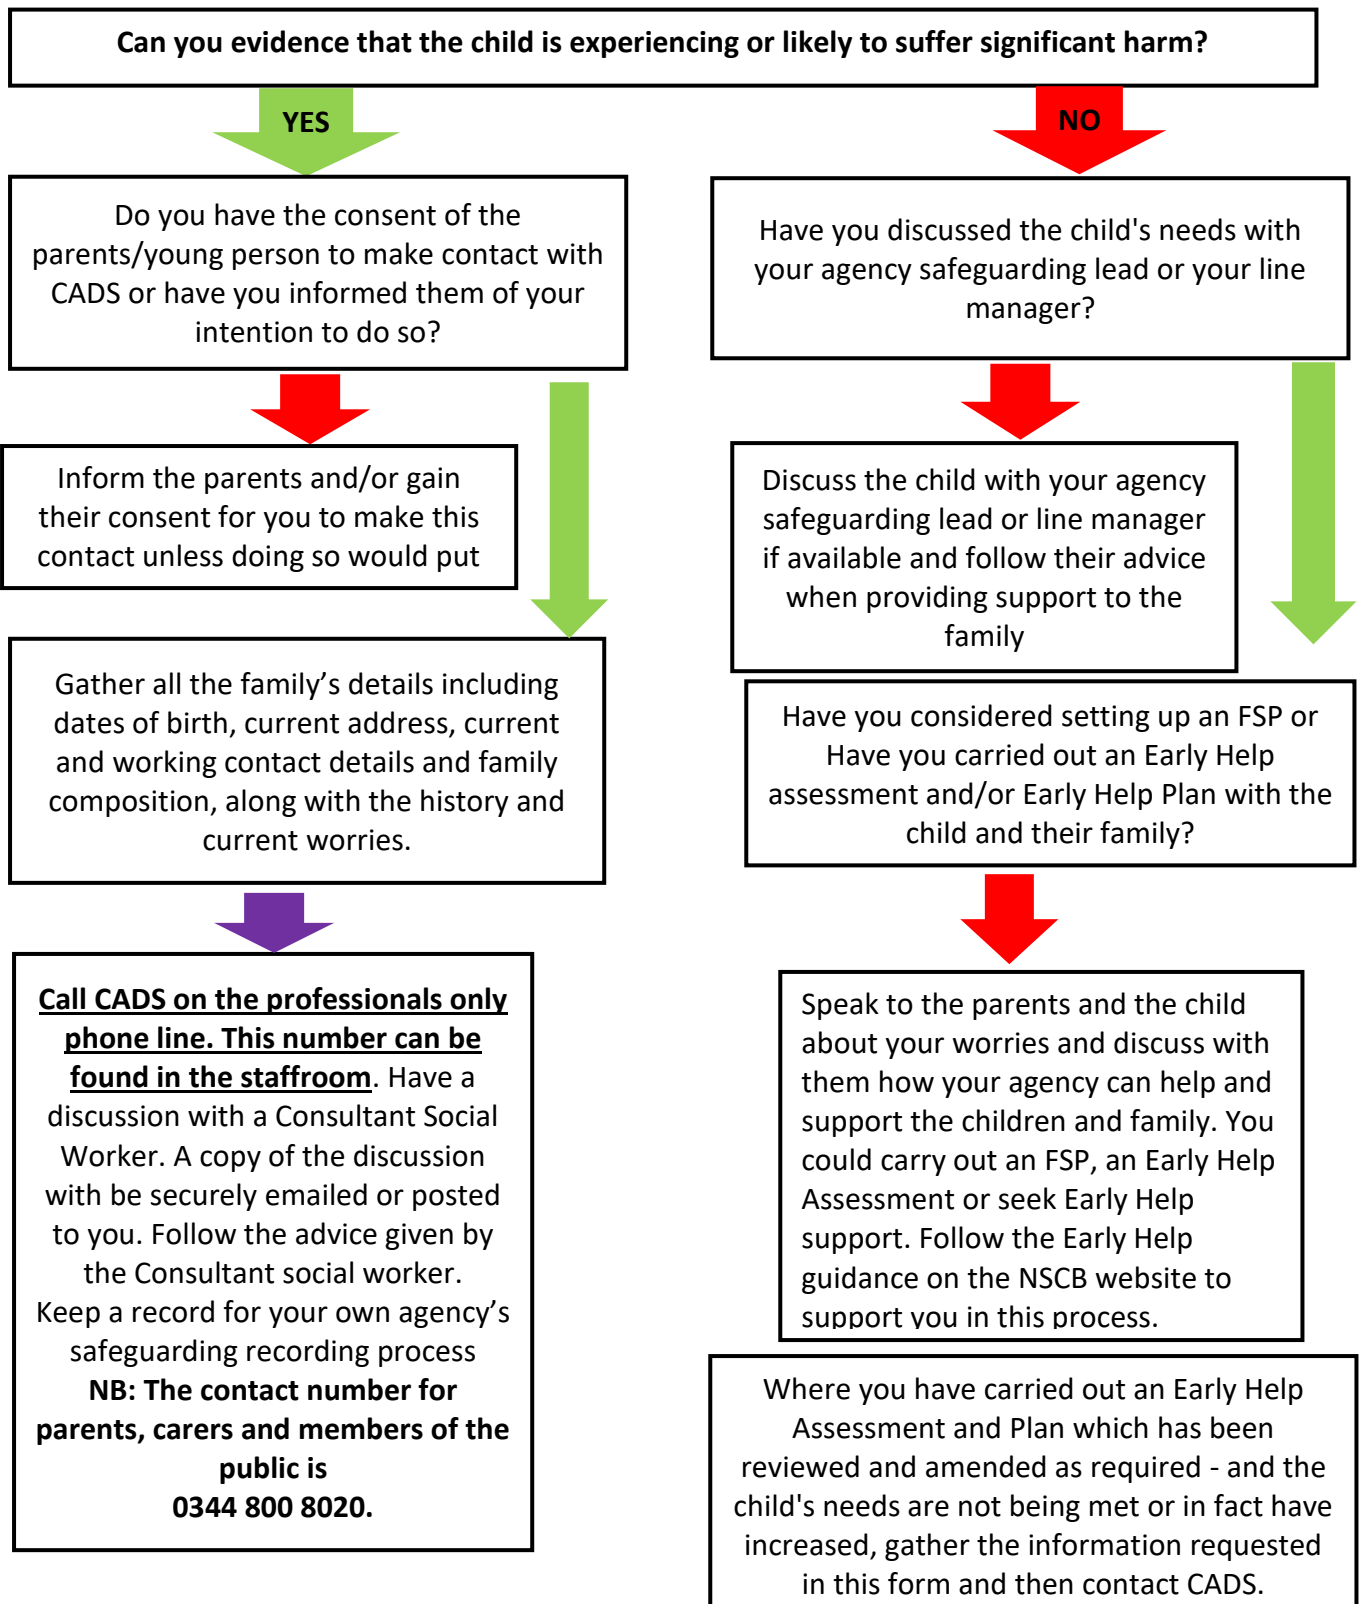 Can you evidence that the child is experiencing or likely to suffer significant harm?
YES
NO
Do you have the consent of the
parents/young person to make contact with
CADS or have you informed them of your
intention to do so?
Have you discussed the child's needs with
your agency safeguarding lead or your line
manager?
Inform the parents and/or gain
their consent for you to make this
contact unless doing so would put
Discuss the child with your agency
safeguarding lead or line manager
if available and follow their advice
when providing support to the
family
Gather all the family’s details including
dates of birth, current address, current
and working contact details and family
composition, along with the history and
current worries.
Have you considered setting up an FSP or
Have you carried out an Early Help
assessment and/or Early Help Plan with the
child and their family?
Call CADS on the professionals only
phone line. This number can be
found in the staffroom. Have a
discussion with a Consultant Social
Worker. A copy of the discussion
with be securely emailed or posted
to you. Follow the advice given by
the Consultant social worker.
Keep a record for your own agency’s
safeguarding recording process
NB: The contact number for
parents, carers and members of the
public is
0344 800 8020.
Speak to the parents and the child
about your worries and discuss with
them how your agency can help and
support the children and family. You
could carry out an FSP, an Early Help
Assessment or seek Early Help
support. Follow the Early Help
guidance on the NSCB website to
support you in this process.
Where you have carried out an Early Help
Assessment and Plan which has been
reviewed and amended as required - and the
child's needs are not being met or in fact have
increased, gather the information requested
in this form and then contact CADS.